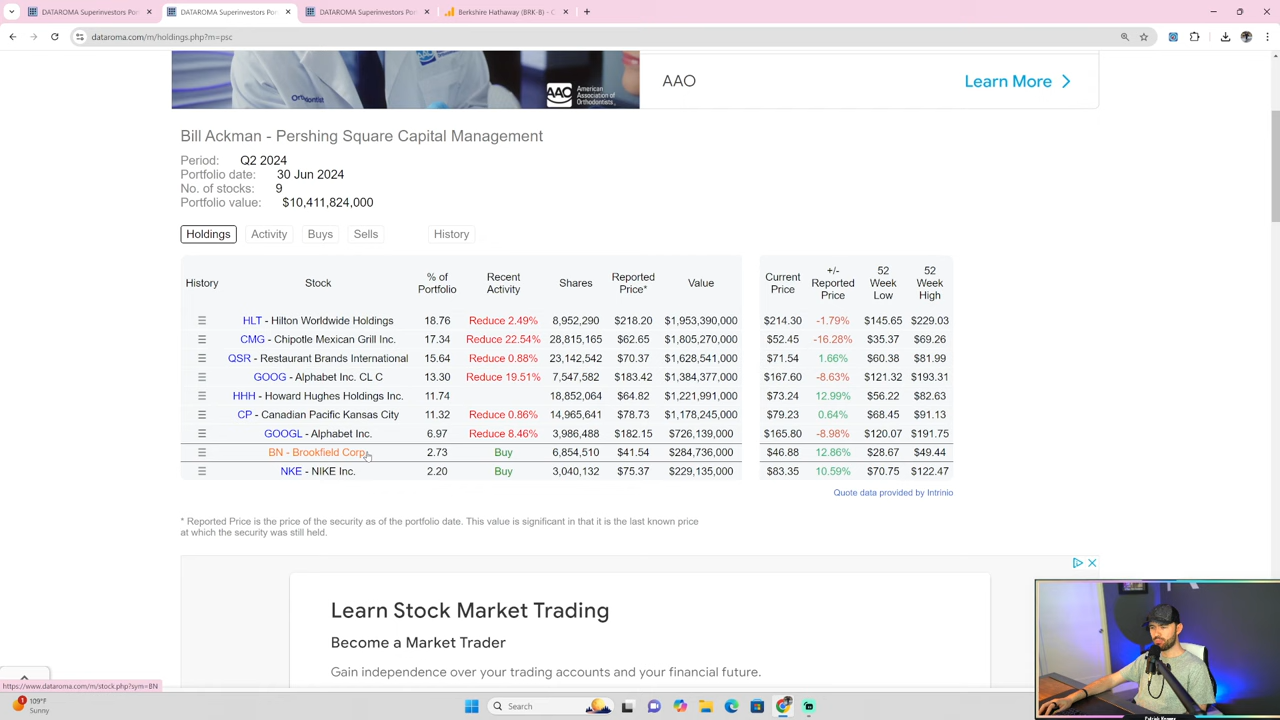 DATAROMA Superinvestors Por
DATAROMA Superinvestors Por
DATAROMA Superinvestors Port
Berkshire Hathaway (BRK-B) - C
dataroma.com/m/holdings.php?m=psc
AAO
American
Association of
Orthodontists
AAO
Learn More
Bill Ackman - Pershing Square Capital Management
Period: Q2 2024
Portfolio date: 30 Jun 2024
No. of stocks: 9
Portfolio value: $10,411,824,000
Holdings Activity Buys Sells History
History Stock % of Portfolio Recent Activity Shares Reported Price* Value Current Price +/- Reported Price 52 Week Low 52 Week High
HLT - Hilton Worldwide Holdings 18.76 Reduce 2.49% 8,952,290 $218.20 $1,953,390,000 $214.30 -1.79% $145.65 $229.03
CMG - Chipotle Mexican Grill Inc. 17.34 Reduce 22.54% 28,815,165 $62.65 $1,805,270,000 $52.45 -16.28% $35.37 $69.26
QSR - Restaurant Brands International 15.64 Reduce 0.88% 23,142,542 $70.37 $1,628,541,000 $71.54 1.66% $60.38 $81.99
GOOG - Alphabet Inc. CL C 13.30 Reduce 19.51% 7,547,582 $183.42 $1,384,377,000 $167.60 -8.63% $121.32 $193.31
HHH - Howard Hughes Holdings Inc. 11.74 18,852,064 $64.82 $1,221,991,000 $73.24 12.99% $56.22 $82.63
CP - Canadian Pacific Kansas City 11.32 Reduce 0.86% 14,965,641 $78.73 $1,178,245,000 $79.23 0.64% $68.45 $91.13
GOOGL - Alphabet Inc. 6.97 Reduce 8.46% 3,986,488 $182.15 $726,139,000 $165.80 -8.98% $120.07 $191.75
BN - Brookfield Corp. 2.73 Buy 6,854,510 $41.54 $284,736,000 $46.88 12.86% $28.67 $49.44
NKE - NIKE Inc. 2.20 Buy 3,040,132 $75.37 $229,135,000 $83.35 10.59% $70.75 $122.47
Quote data provided by Intrinio
* Reported Price is the price of the security as of the portfolio date. This value is significant in that it is the last known price
at which the security was still held.
Learn Stock Market Trading
Become a Market Trader
Gain independence over your trading accounts and your financial future.
https://www.dataroma.com/m/stock.php?sym=BN
1
109°F
Sunny
Search